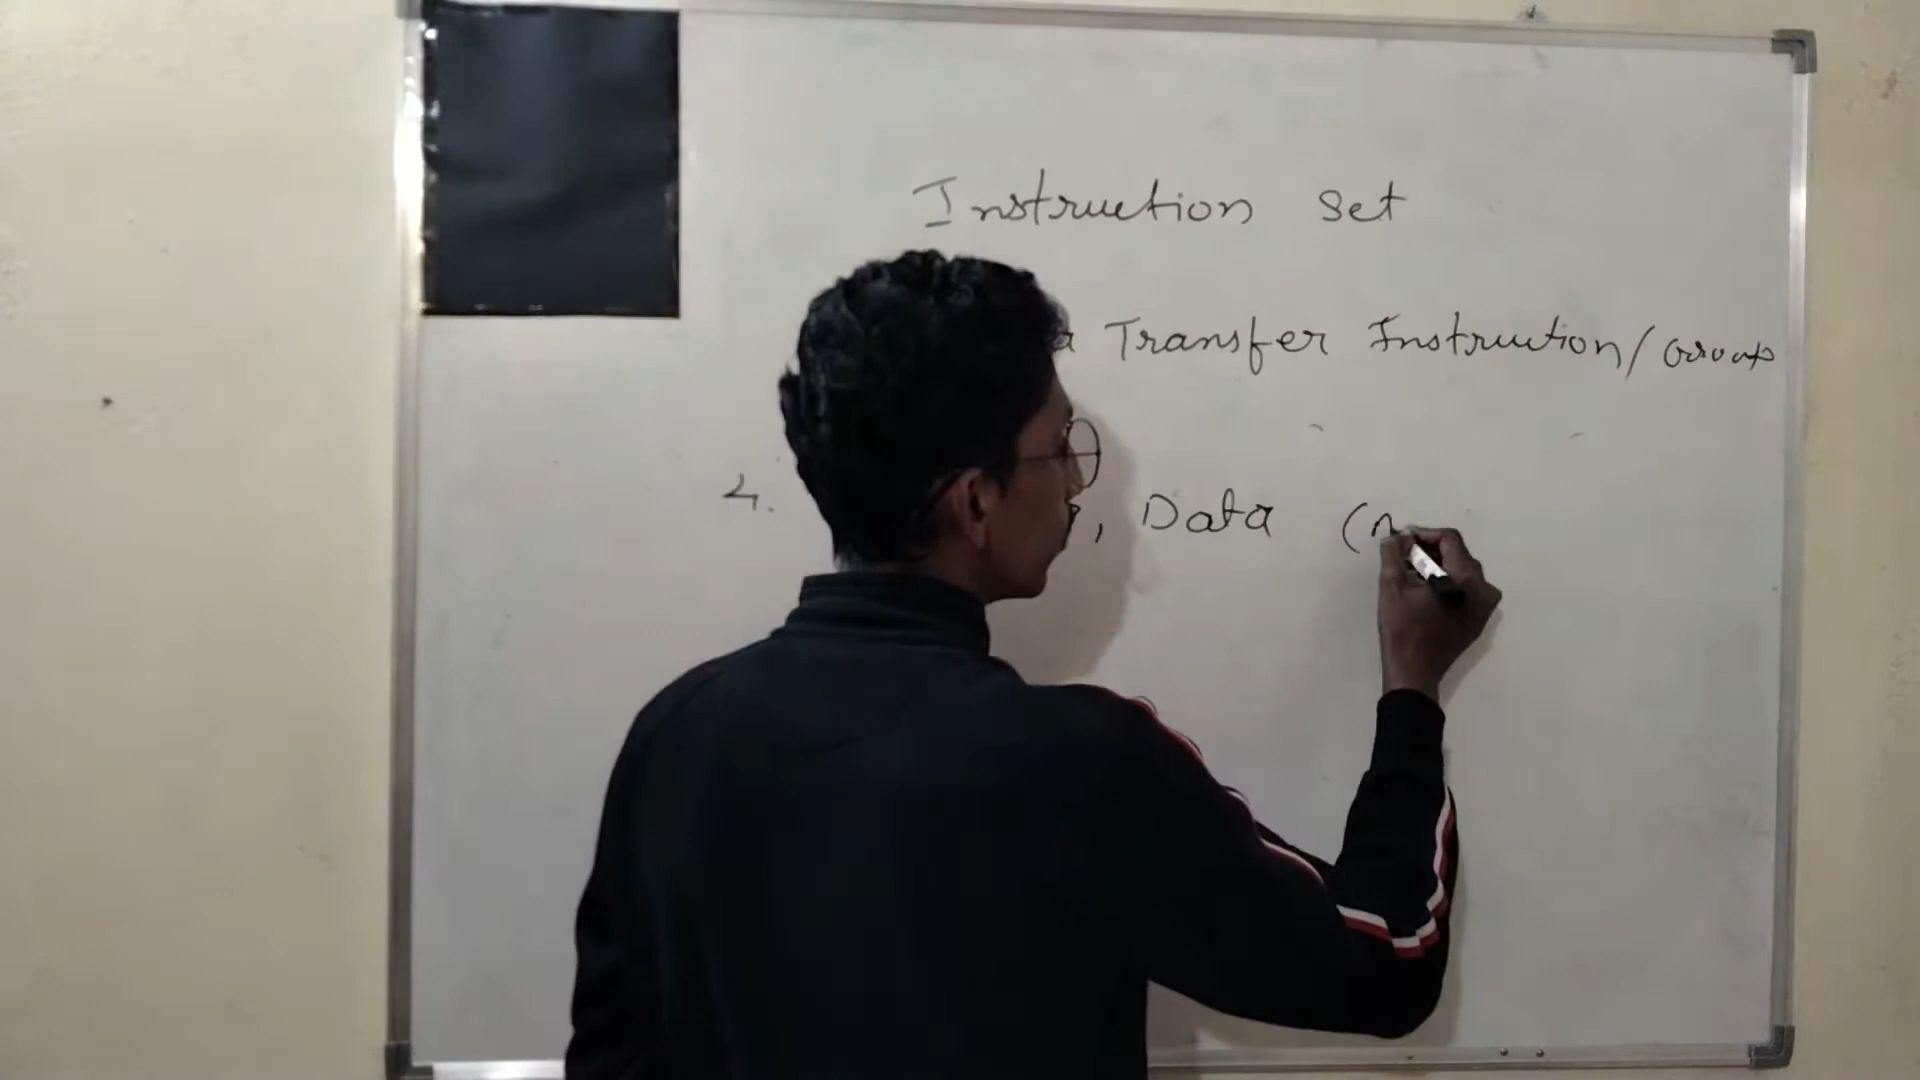 Instruction set
a Transfer Instruction/Group
4. , Data (